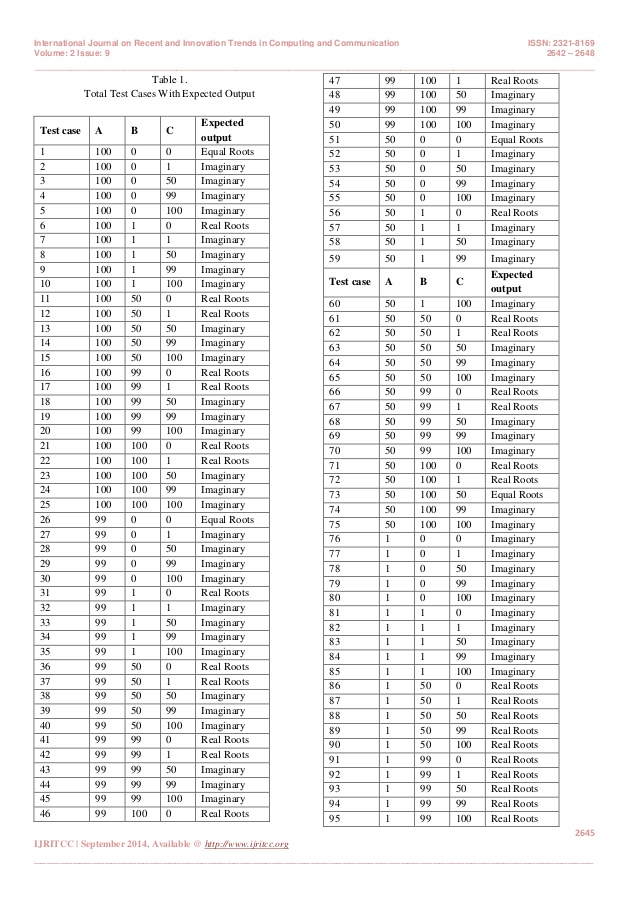 International Journal on Recent and Innovation Trends in Computing and Communication ISSN: 2321-8169
Volume: 2 Issue: 9 2642 – 2648
Table 1.
Total Test Cases With Expected Output
Test case A B C Expected output
1 100 0 0 Equal Roots
2 100 0 1 Imaginary
3 100 0 50 Imaginary
4 100 0 99 Imaginary
5 100 0 100 Imaginary
6 100 1 0 Real Roots
7 100 1 1 Imaginary
8 100 1 50 Imaginary
9 100 1 99 Imaginary
10 100 1 100 Imaginary
11 100 50 0 Real Roots
12 100 50 1 Real Roots
13 100 50 50 Imaginary
14 100 50 99 Imaginary
15 100 50 100 Imaginary
16 100 99 0 Real Roots
17 100 99 1 Real Roots
18 100 99 50 Imaginary
19 100 99 99 Imaginary
20 100 99 100 Imaginary
21 100 100 0 Real Roots
22 100 100 1 Real Roots
23 100 100 50 Imaginary
24 100 100 99 Imaginary
25 100 100 100 Imaginary
26 99 0 0 Equal Roots
27 99 0 1 Imaginary
28 99 0 50 Imaginary
29 99 0 99 Imaginary
30 99 0 100 Imaginary
31 99 1 0 Real Roots
32 99 1 1 Imaginary
33 99 1 50 Imaginary
34 99 1 99 Imaginary
35 99 1 100 Imaginary
36 99 50 0 Real Roots
37 99 50 1 Real Roots
38 99 50 50 Imaginary
39 99 50 99 Imaginary
40 99 50 100 Imaginary
41 99 99 0 Real Roots
42 99 99 1 Real Roots
43 99 99 50 Imaginary
44 99 99 99 Imaginary
45 99 99 100 Imaginary
46 99 100 0 Real Roots
47 99 100 1 Real Roots
48 99 100 50 Imaginary
49 99 100 99 Imaginary
50 99 100 100 Imaginary
51 50 0 0 Equal Roots
52 50 0 1 Imaginary
53 50 0 50 Imaginary
54 50 0 99 Imaginary
55 50 0 100 Imaginary
56 50 1 0 Real Roots
57 50 1 1 Imaginary
58 50 1 50 Imaginary
59 50 1 99 Imaginary
Test case A B C Expected output
60 50 1 100 Imaginary
61 50 50 0 Real Roots
62 50 50 1 Real Roots
63 50 50 50 Imaginary
64 50 50 99 Imaginary
65 50 50 100 Imaginary
66 50 99 0 Real Roots
67 50 99 1 Real Roots
68 50 99 50 Imaginary
69 50 99 99 Imaginary
70 50 99 100 Imaginary
71 50 100 0 Real Roots
72 50 100 1 Real Roots
73 50 100 50 Equal Roots
74 50 100 99 Imaginary
75 50 100 100 Imaginary
76 1 0 0 Imaginary
77 1 0 1 Imaginary
78 1 0 50 Imaginary
79 1 0 99 Imaginary
80 1 0 100 Imaginary
81 1 1 0 Imaginary
82 1 1 1 Imaginary
83 1 1 50 Imaginary
84 1 1 99 Imaginary
85 1 1 100 Imaginary
86 1 50 0 Real Roots
87 1 50 1 Real Roots
88 1 50 50 Real Roots
89 1 50 99 Real Roots
90 1 50 100 Real Roots
91 1 99 0 Real Roots
92 1 99 1 Real Roots
93 1 99 50 Real Roots
94 1 99 99 Real Roots
95 1 99 100 Real Roots
2645
IJRITCC | September 2014, Available @ http://www.ijritcc.org